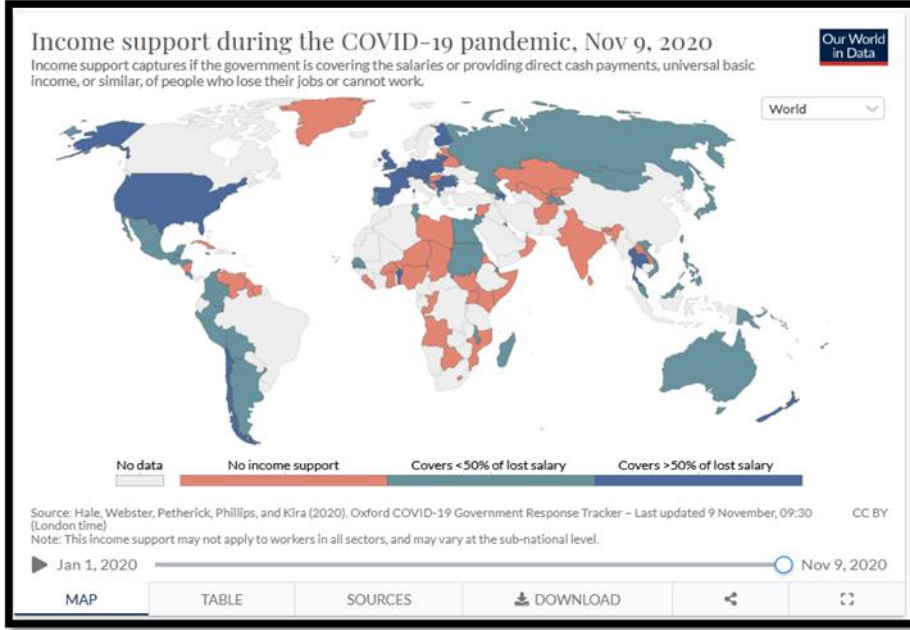 Income support during the COVID-19 pandemic, Nov 9, 2020
Our World
in Data
Income support captures if the government is covering the salaries or providing direct cash payments, universal basic
income, or similar, of people who lose their jobs or cannot work.
World
No data
No income support
Covers <50% of lost salary
Covers >50% of lost salary
Source: Hale, Webster, Petherick, Phillips, and Kira (2020). Oxford COVID-19 Government Response Tracker – Last updated 9 November, 09:30
(London time)
CC BY
Note: This income support may not apply to workers in all sectors, and may vary at the sub-national level.
Jan 1, 2020
Nov 9, 2020
MAP
TABLE
SOURCES
DOWNLOAD